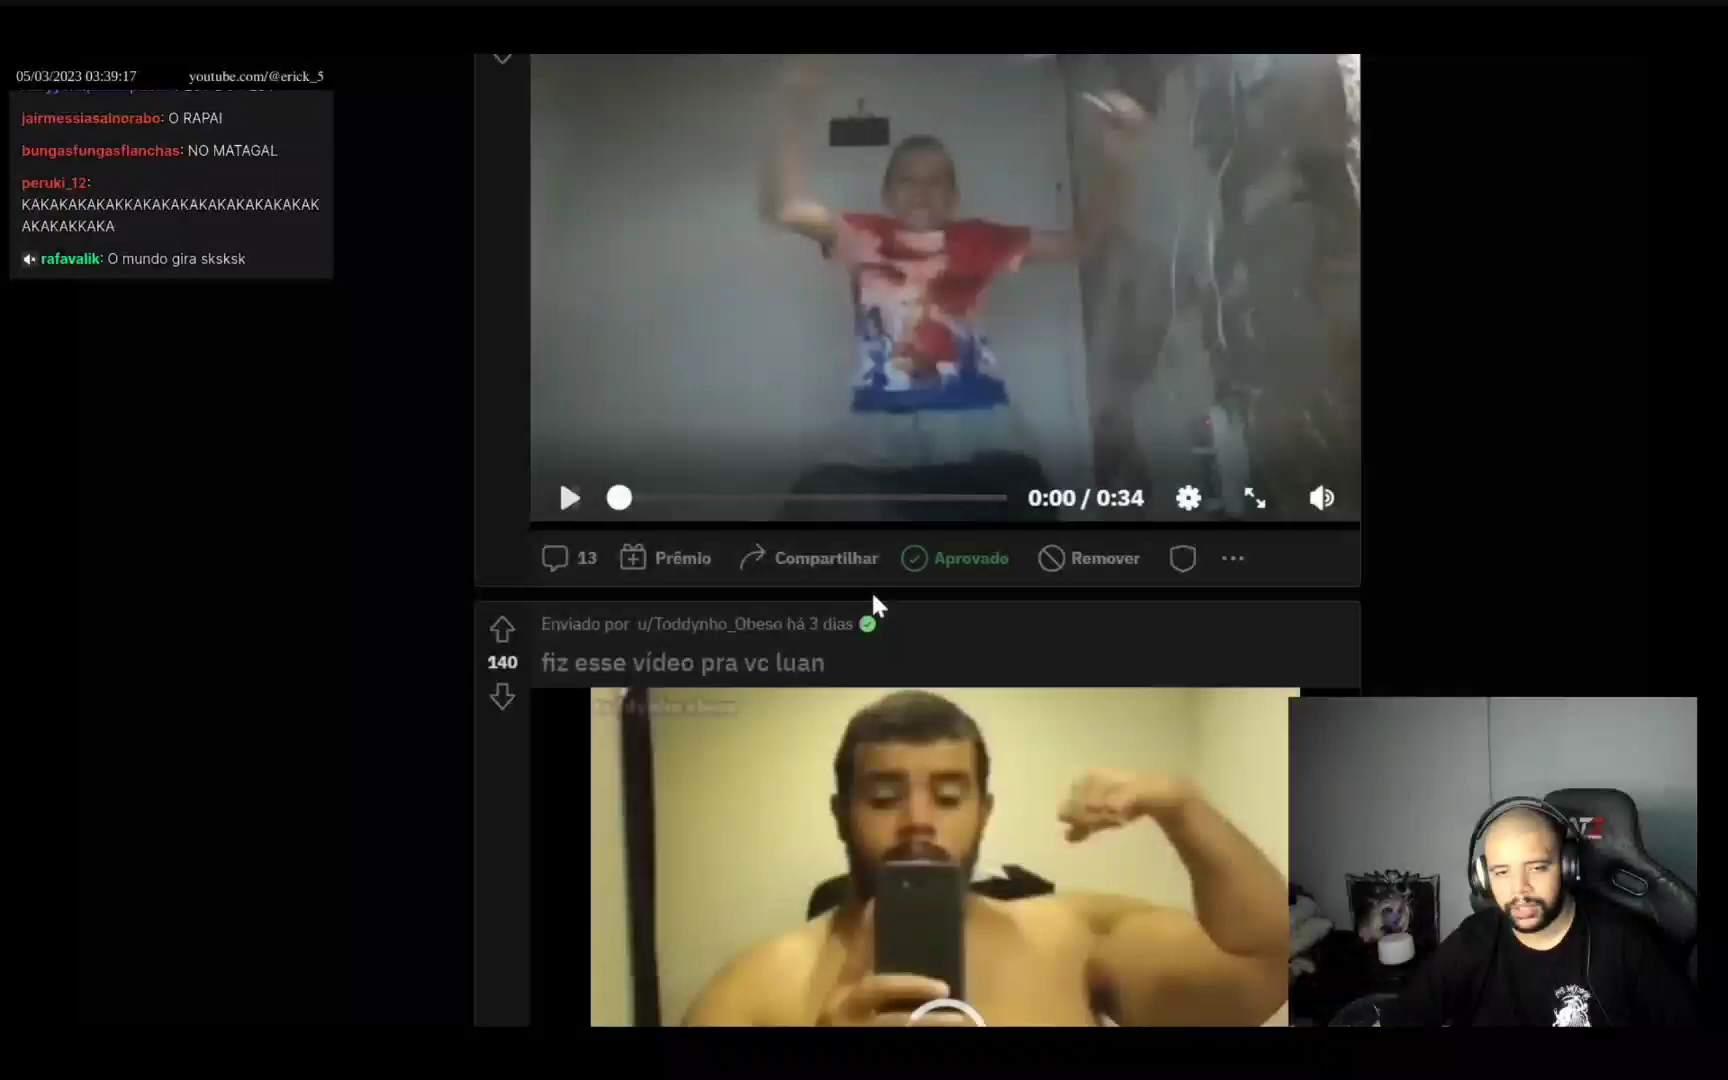 05/03/2023 03:39:17 youtube.com/@erick_5
jairmessiasalnorabo: O RAPAI
bungasfungasflanchas: NO MATAGAL
peruki_12:
KAKAKAKAKAKKAKAKAKAKAKAKAKAKAK
AKAKAKKAKA
rafavalik: O mundo gira sksksk
0:00 / 0:34
13 Prêmio Compartilhar Aprovado Remover
Enviado por u/Toddynho_Obeso há 3 dias
140 fiz esse vídeo pra vc luan